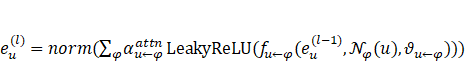 e_u^{(l)} = norm(∑_φ α_{u←φ}^{attn} LeakyReLU(f_{u←φ}(e_u^{(l−1)}, 𝒩_φ(u), ϑ_{u←φ})))